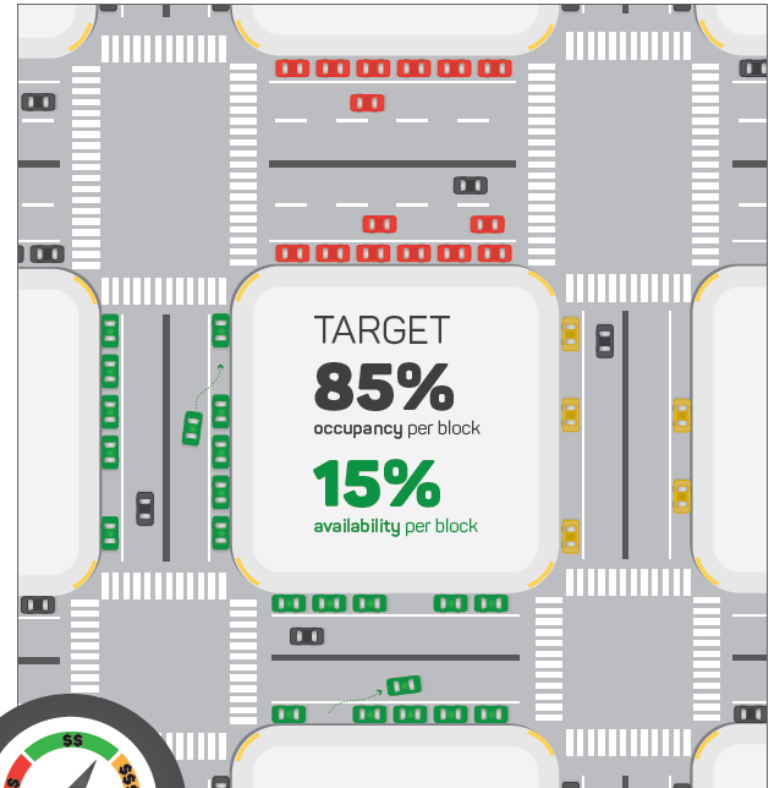 TARGET
85%
occupancy per block
15%
availability per block
$$
$
$$$